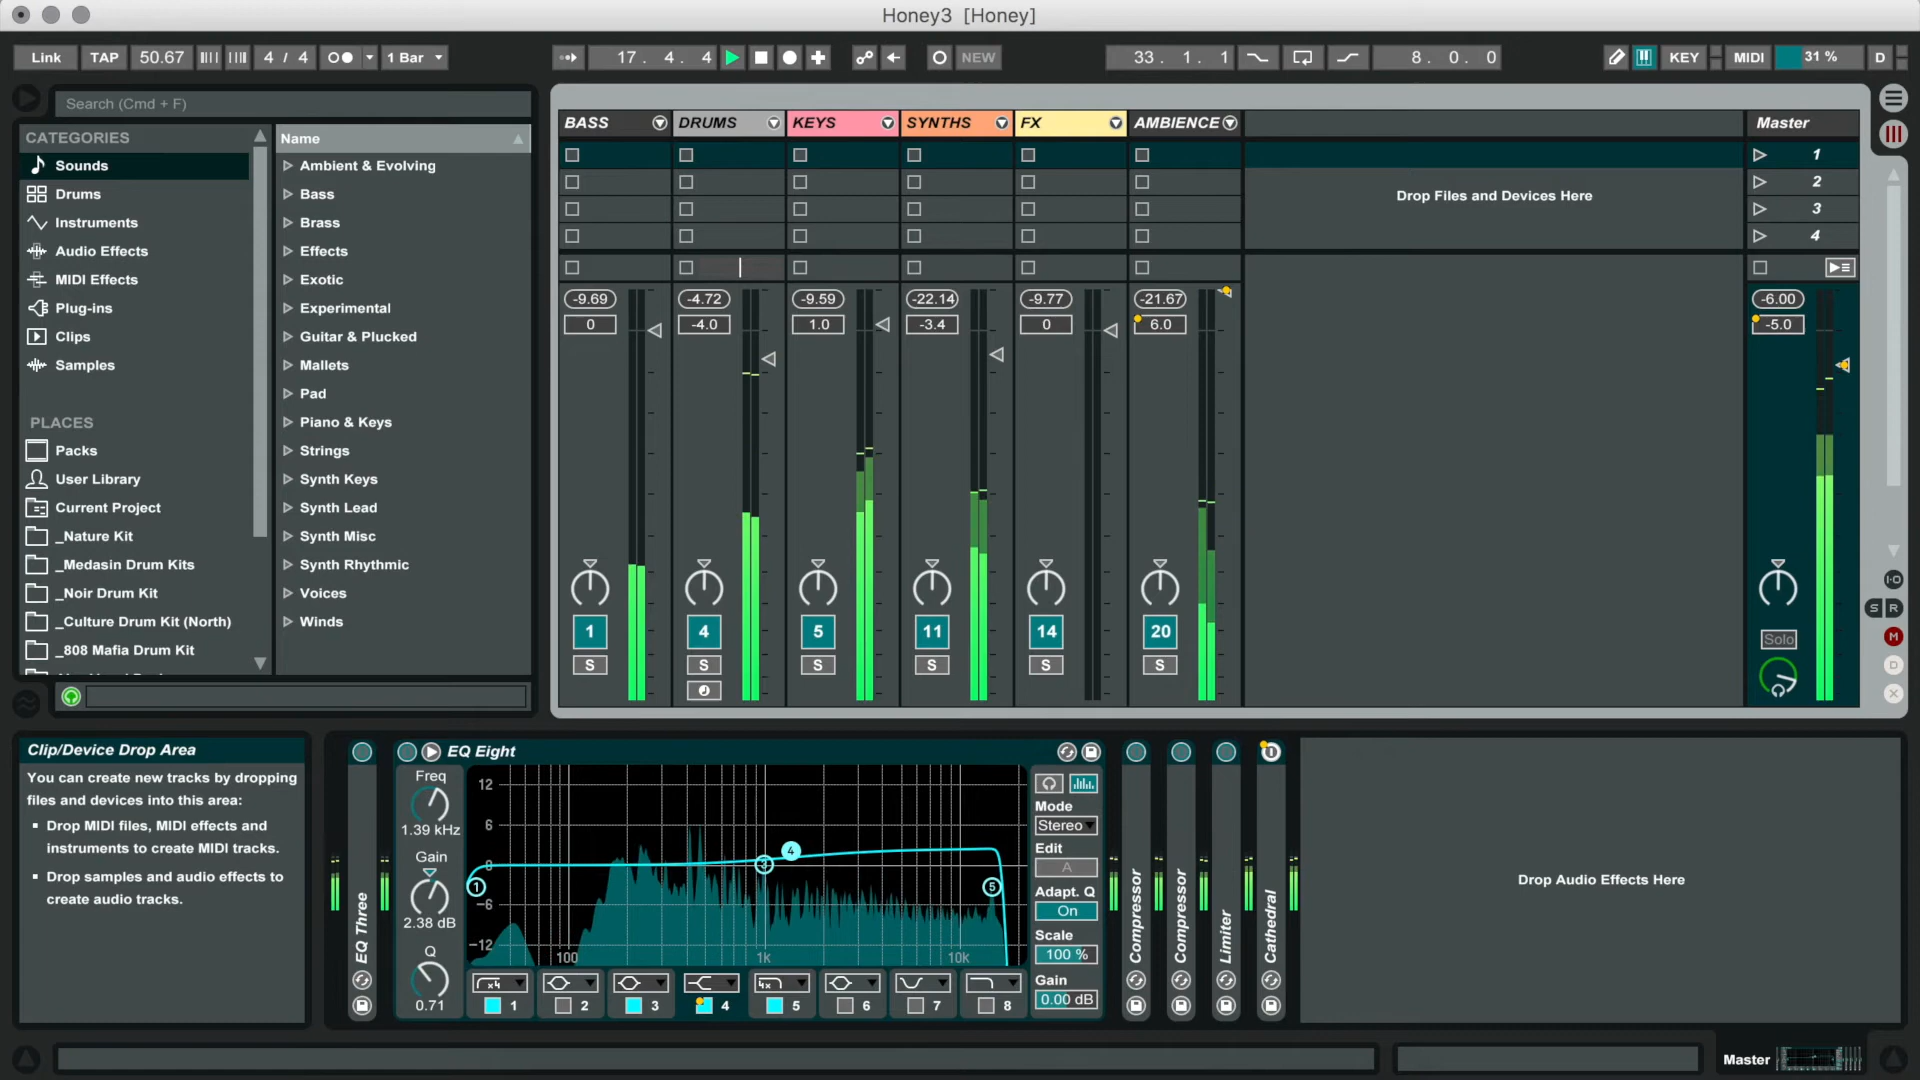 Honey3 [Honey]
Link TAP 50.67 4 / 4 1 Bar 17. 4. 4 NEW 33. 1. 1 8. 0. 0 KEY MIDI 31 % D
Search (Cmd + F)
CATEGORIES
Sounds
Drums
Instruments
Audio Effects
MIDI Effects
Plug-ins
Clips
Samples
PLACES
Packs
User Library
Current Project
_Nature Kit
_Medasin Drum Kits
_Noir Drum Kit
_Culture Drum Kit (North)
_808 Mafia Drum Kit
Name
Ambient & Evolving
Bass
Brass
Effects
Exotic
Experimental
Guitar & Plucked
Mallets
Pad
Piano & Keys
Strings
Synth Keys
Synth Lead
Synth Misc
Synth Rhythmic
Voices
Winds
BASS DRUMS KEYS SYNTHS FX AMBIENCE Master
1
2
3
4
Drop Files and Devices Here
-9.69 -4.72 -9.59 -22.14 -9.77 -21.67 -6.00
0 -4.0 1.0 -3.4 0 6.0 -5.0
1 4 5 11 14 20
S S S S S S
Solo
I·O
S R
M
D
X
Clip/Device Drop Area
You can create new tracks by dropping
files and devices into this area:
Drop MIDI files, MIDI effects and
instruments to create MIDI tracks.
Drop samples and audio effects to
create audio tracks.
EQ Three
EQ Eight
Freq
1.39 kHz
Gain
2.38 dB
Q
0.71
12
6
0
-6
-12
100 1k 10k
1 3 4 5
x4 4x
1 2 3 4 5 6 7 8
Mode
Stereo
Edit
A
Adapt. Q
On
Scale
100 %
Gain
0.00 dB
Compressor
Compressor
Limiter
Cathedral
Drop Audio Effects Here
Master